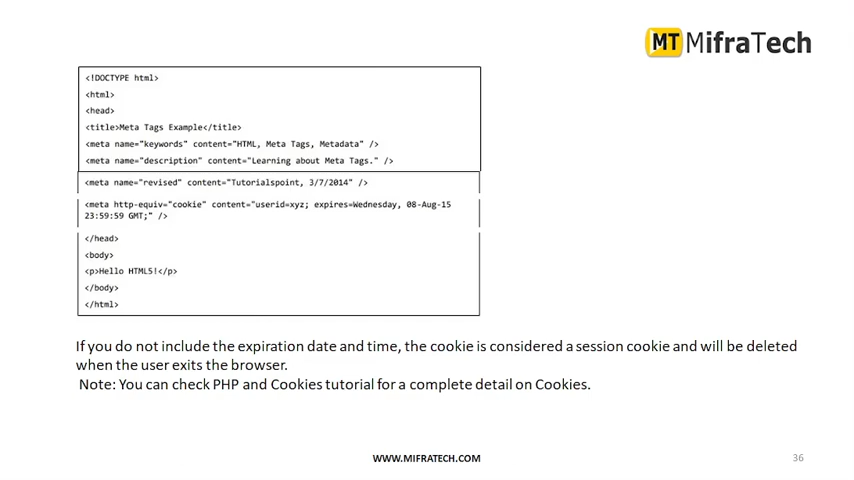 MT MifraTech
<!DOCTYPE html>
<html>
<head>
<title>Meta Tags Example</title>
<meta name="keywords" content="HTML, Meta Tags, Metadata" />
<meta name="description" content="Learning about Meta Tags." />
<meta name="revised" content="Tutorialspoint, 3/7/2014" />
<meta http-equiv="cookie" content="userid=xyz; expires=Wednesday, 08-Aug-15
23:59:59 GMT;" />
</head>
<body>
<p>Hello HTML5!</p>
</body>
</html>
If you do not include the expiration date and time, the cookie is considered a session cookie and will be deleted
when the user exits the browser.
Note: You can check PHP and Cookies tutorial for a complete detail on Cookies.
WWW.MIFRATECH.COM
36